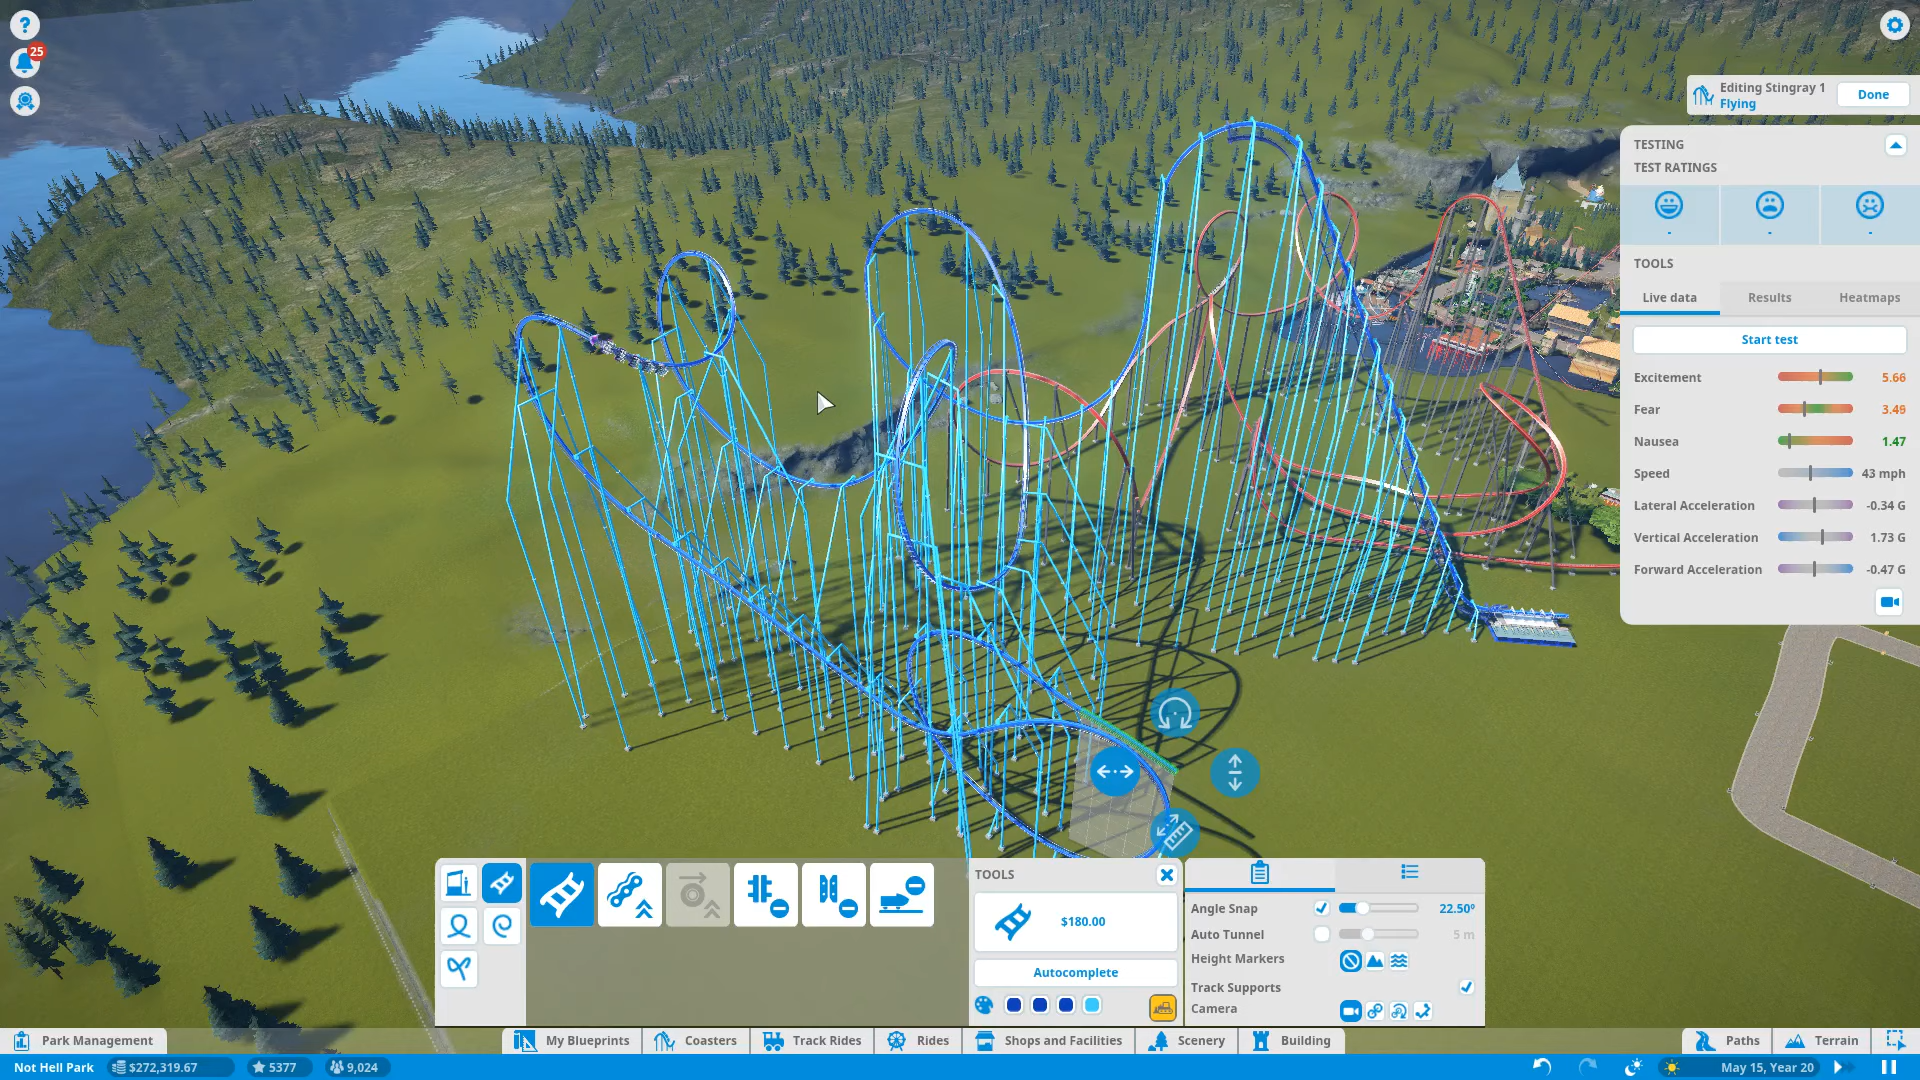 ?
25
Editing Stingray 1
Flying
Done
TESTING
TEST RATINGS
-
-
-
TOOLS
Live data
Results
Heatmaps
Start test
Excitement 5.66
Fear 3.49
Nausea 1.47
Speed 43 mph
Lateral Acceleration -0.34 G
Vertical Acceleration 1.73 G
Forward Acceleration -0.47 G
TOOLS
$180.00
Autocomplete
Angle Snap 22.50°
Auto Tunnel 5 m
Height Markers
Track Supports
Camera
Park Management
My Blueprints
Coasters
Track Rides
Rides
Shops and Facilities
Scenery
Building
Paths
Terrain
Not Hell Park
$272,319.67
5377
9,024
May 15, Year 20